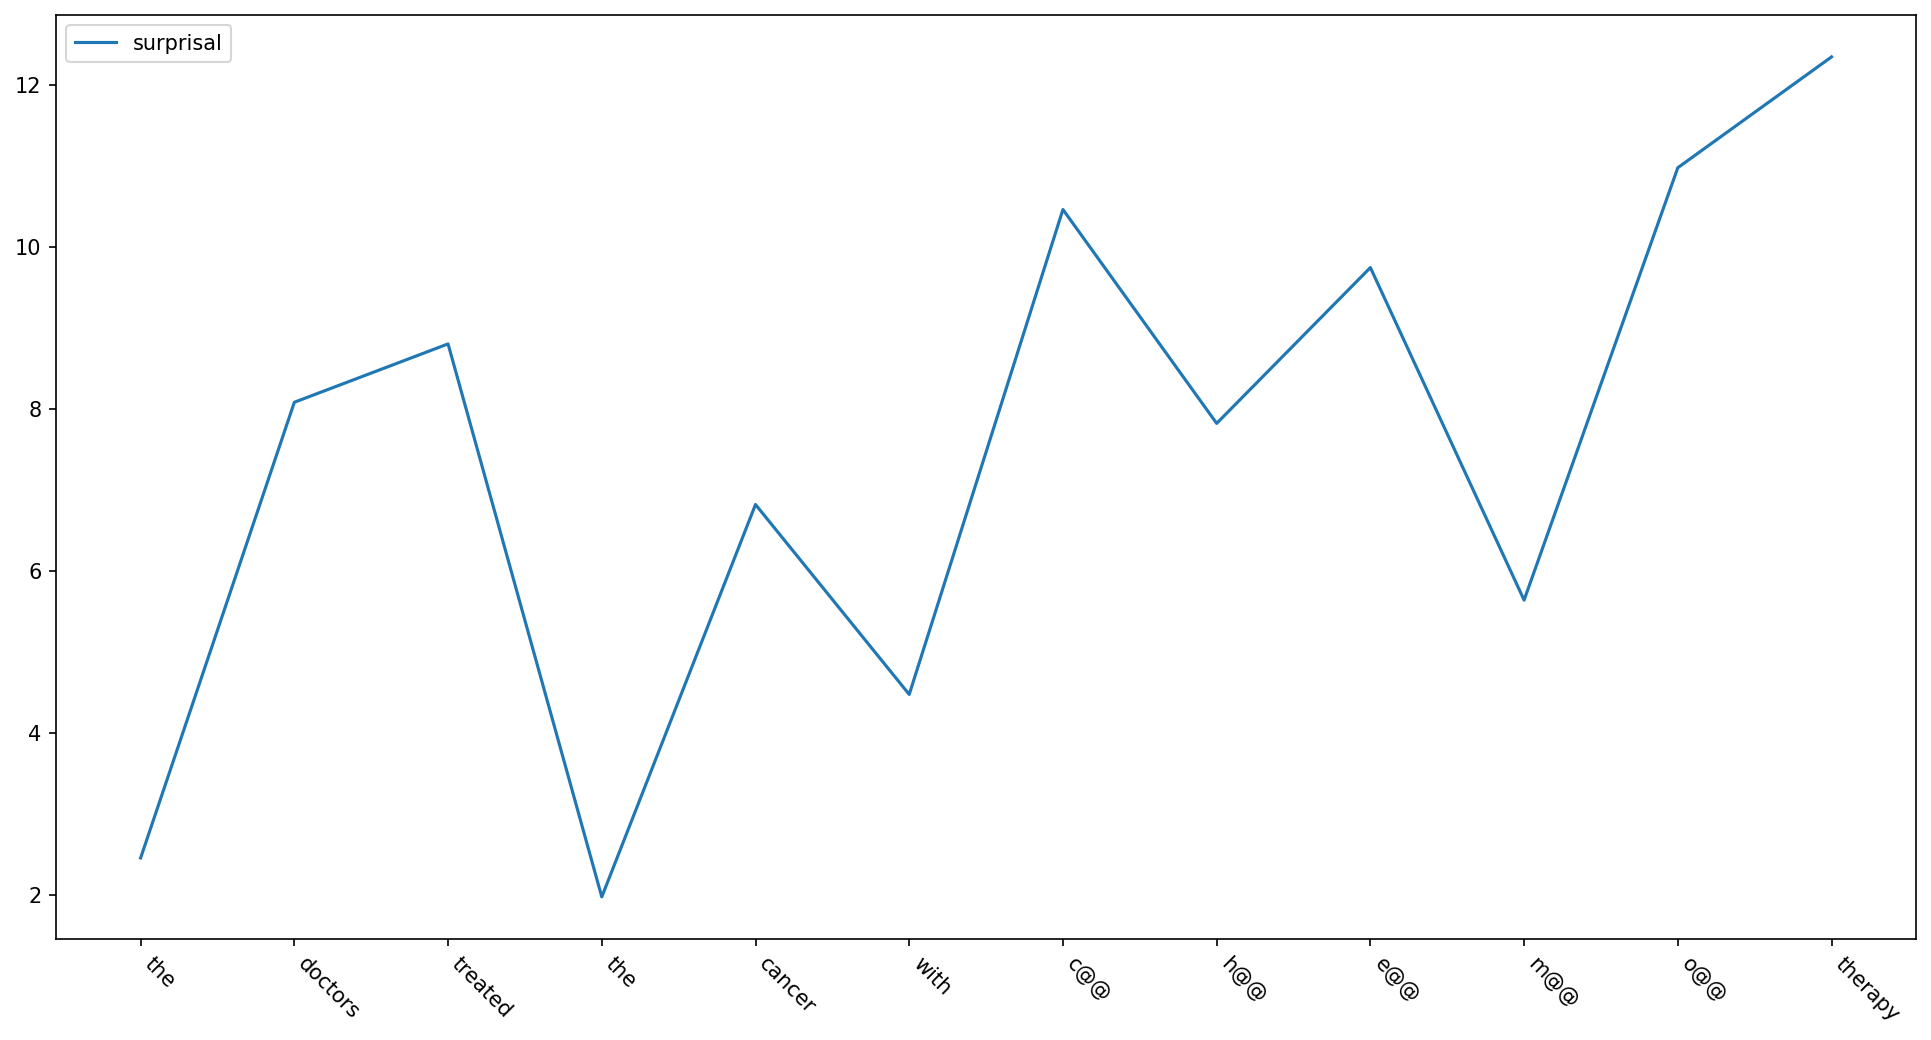 surprisal
12
10
8
6
4
2
the
doctors
treated
the
cancer
with
c@@
h@@
e@@
m@@
o@@
therapy